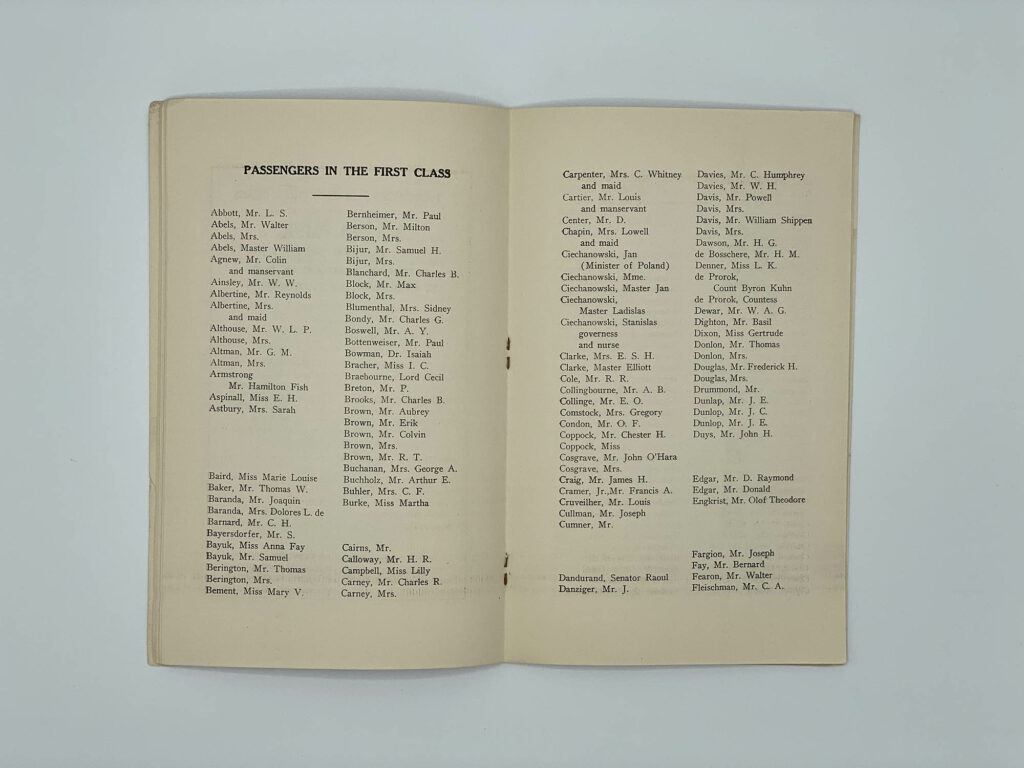 PASSENGERS IN THE FIRST CLASS
Abbott, Mr. L. S.
Abels, Mr. Walter
Abels, Mrs.
Abels, Master William
Agnew, Mr. Colin
and manservant
Ainsley, Mr. W. W.
Albertine, Mr. Reynolds
Albertine, Mrs.
and maid
Althouse, Mr. W. L. P.
Althouse, Mrs.
Altman, Mr. G. M.
Altman, Mrs.
Armstrong
Mr. Hamilton Fish
Aspinall, Miss E. H.
Astbury, Mrs. Sarah
Baird, Miss Marie Louise
Baker, Mr. Thomas W.
Baranda, Mr. Joaquin
Baranda, Mrs. Dolores L. de
Barnard, Mr. C. H.
Bayersdorfer, Mr. S.
Bayuk, Miss Anna Fay
Bayuk, Mr. Samuel
Berington, Mr. Thomas
Berington, Mrs.
Bement, Miss Mary V.
Bernheimer, Mr. Paul
Berson, Mr. Milton
Berson, Mrs.
Bijur, Mr. Samuel H.
Bijur, Mrs.
Blanchard, Mr. Charles B.
Block, Mr. Max
Block, Mrs.
Blumenthal, Mrs. Sidney
Bondy, Mr. Charles G.
Boswell, Mr. A. Y.
Bottenweiser, Mr. Paul
Bowman, Dr. Isaiah
Bracher, Miss I. C.
Braebourne, Lord Cecil
Breton, Mr. P.
Brooks, Mr. Charles B.
Brown, Mr. Aubrey
Brown, Mr. Erik
Brown, Mr. Colvin
Brown, Mrs.
Brown, Mr. R. T.
Buchanan, Mrs. George A.
Buchholz, Mr. Arthur E.
Buhler, Mrs. C. F.
Burke, Miss Martha
Cairns, Mr.
Calloway, Mr. H. R.
Campbell, Miss Lilly
Carney, Mr. Charles R.
Carney, Mrs.
Carpenter, Mrs. C. Whitney
and maid
Cartier, Mr. Louis
and manservant
Center, Mr. D.
Chapin, Mrs. Lowell
and maid
Ciechanowski, Jan
(Minister of Poland)
Ciechanowski, Mme.
Ciechanowski, Master Jan
Ciechanowski,
Master Ladislas
Ciechanowski, Stanislas
governess
and nurse
Clarke, Mrs. E. S. H.
Clarke, Master Elliott
Cole, Mr. R. R.
Collingbourne, Mr. A. B.
Collinge, Mr. E. O.
Comstock, Mrs. Gregory
Condon, Mr. O. F.
Coppock, Mr. Chester H.
Coppock, Miss
Cosgrave, Mr. John O'Hara
Cosgrave, Mrs.
Craig, Mr. James H.
Cramer, Jr., Mr. Francis A.
Cruveilher, Mr. Louis
Cullman, Mr. Joseph
Cumner, Mr.
Dandurand, Senator Raoul
Danziger, Mr. J.
Davies, Mr. C. Humphrey
Davies, Mr. W. H.
Davis, Mr. Powell
Davis, Mrs.
Davis, Mr. William Shippen
Davis, Mrs.
Dawson, Mr. H. G.
de Bosschere, Mr. H. M.
Denner, Miss L. K.
de Prorok,
Count Byron Kuhn
de Prorok, Countess
Dewar, Mr. W. A. G.
Dighton, Mr. Basil
Dixon, Miss Gertrude
Donlon, Mr. Thomas
Donlon, Mrs.
Douglas, Mr. Frederick H.
Douglas, Mrs.
Drummond, Mr.
Dunlap, Mr. J. E.
Dunlop, Mr. J. C.
Dunlop, Mr. J. E.
Duys, Mr. John H.
Edgar, Mr. D. Raymond
Edgar, Mr. Donald
Engkrist, Mr. Olof Theodore
Fargion, Mr. Joseph
Fay, Mr. Bernard
Fearon, Mr. Walter
Fleischman, Mr. C. A.